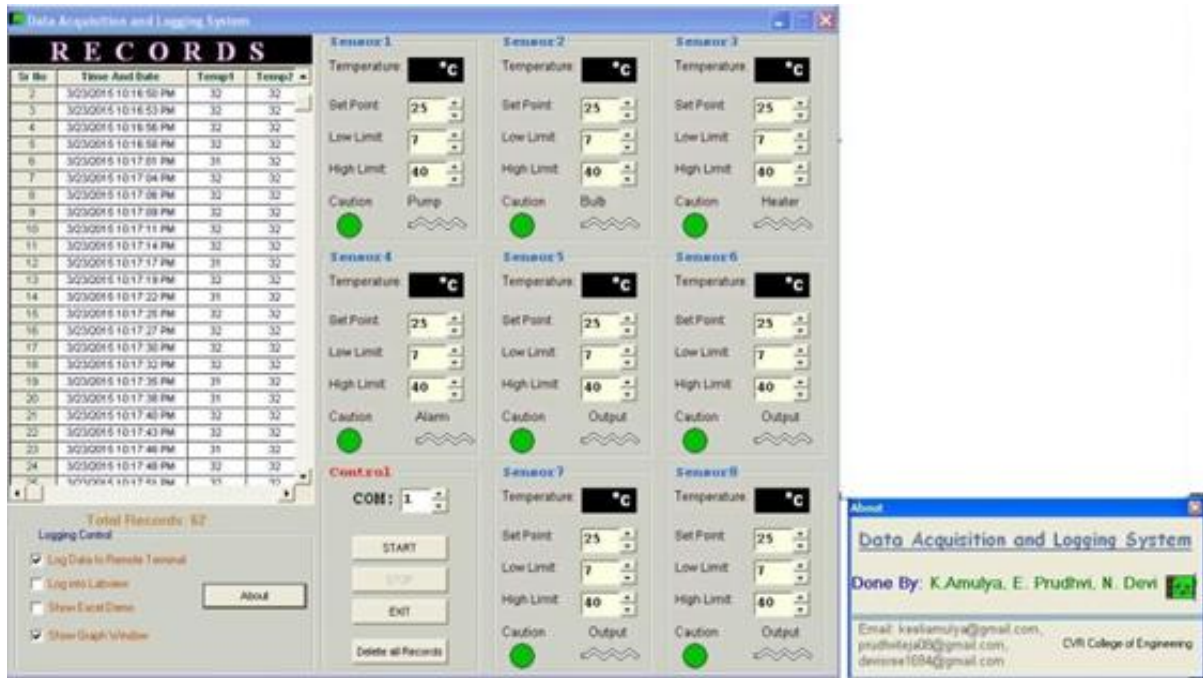 Data Acquisition and Logging System
RECORDS
Sr No Time And Date Temp1 Temp2
2 3/23/2015 10:16:50 PM 32 32
3 3/23/2015 10:16:53 PM 32 32
4 3/23/2015 10:16:56 PM 32 32
5 3/23/2015 10:16:58 PM 32 32
6 3/23/2015 10:17:01 PM 31 32
7 3/23/2015 10:17:04 PM 32 32
8 3/23/2015 10:17:06 PM 32 32
9 3/23/2015 10:17:09 PM 32 32
10 3/23/2015 10:17:11 PM 32 32
11 3/23/2015 10:17:14 PM 32 32
12 3/23/2015 10:17:17 PM 31 32
13 3/23/2015 10:17:19 PM 32 32
14 3/23/2015 10:17:22 PM 31 32
15 3/23/2015 10:17:25 PM 32 32
16 3/23/2015 10:17:27 PM 32 32
17 3/23/2015 10:17:30 PM 32 32
18 3/23/2015 10:17:32 PM 32 32
19 3/23/2015 10:17:35 PM 31 32
20 3/23/2015 10:17:38 PM 31 32
21 3/23/2015 10:17:40 PM 32 32
22 3/23/2015 10:17:43 PM 32 32
23 3/23/2015 10:17:46 PM 31 32
24 3/23/2015 10:17:48 PM 32 32
Total Records: 62
Logging Control
Log Data to Remote Terminal
Log into Labview
Show Excel Demo
Show Graph Window
About
Sensor1
Temperature: °C
Set Point: 25
Low Limit: 7
High Limit: 40
Caution Pump
Sensor2
Temperature: °C
Set Point: 25
Low Limit: 7
High Limit: 40
Caution Bulb
Sensor3
Temperature: °C
Set Point: 25
Low Limit: 7
High Limit: 40
Caution Heater
Sensor4
Temperature: °C
Set Point: 25
Low Limit: 7
High Limit: 40
Caution Alarm
Sensor5
Temperature: °C
Set Point: 25
Low Limit: 7
High Limit: 40
Caution Output
Sensor6
Temperature: °C
Set Point: 25
Low Limit: 7
High Limit: 40
Caution Output
Control
COM: 1
START
STOP
EXIT
Delete all Records
Sensor7
Temperature: °C
Set Point: 25
Low Limit: 7
High Limit: 40
Caution Output
Sensor8
Temperature: °C
Set Point: 25
Low Limit: 7
High Limit: 40
Caution Output
About
Data Acquisition and Logging System
Done By: K.Amulya, E. Prudhvi, N. Devi
Email:
CVR College of Engineering